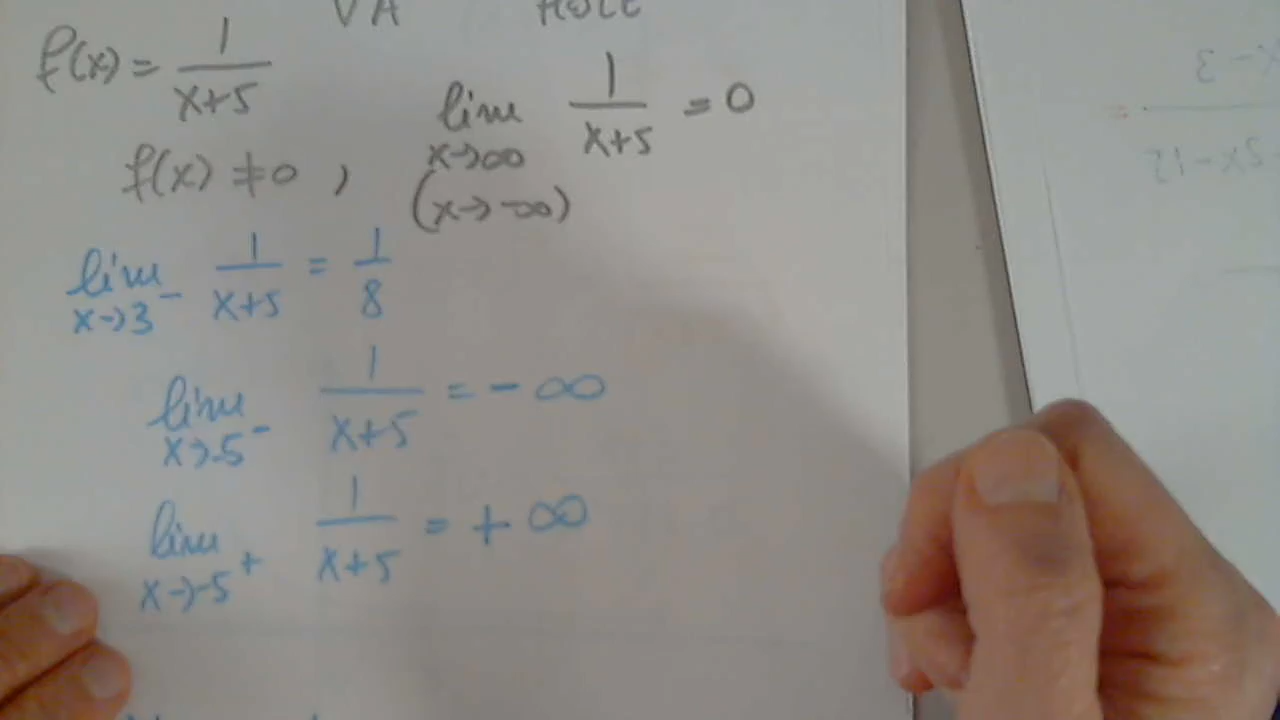 VA HOLE
f(x) = 1/(x+5)
lim x→∞ 1/(x+5) = 0
(x→ -∞)
f(x) ≠ 0 ,
lim x→3⁻ 1/(x+5) = 1/8
lim x→-5⁻ 1/(x+5) = - ∞
lim x→-5⁺ 1/(x+5) = + ∞